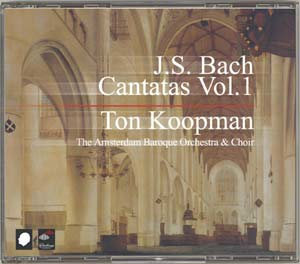 J.S. Bach
Cantatas Vol.1
Ton Koopman
The Amsterdam Baroque Orchestra & Choir